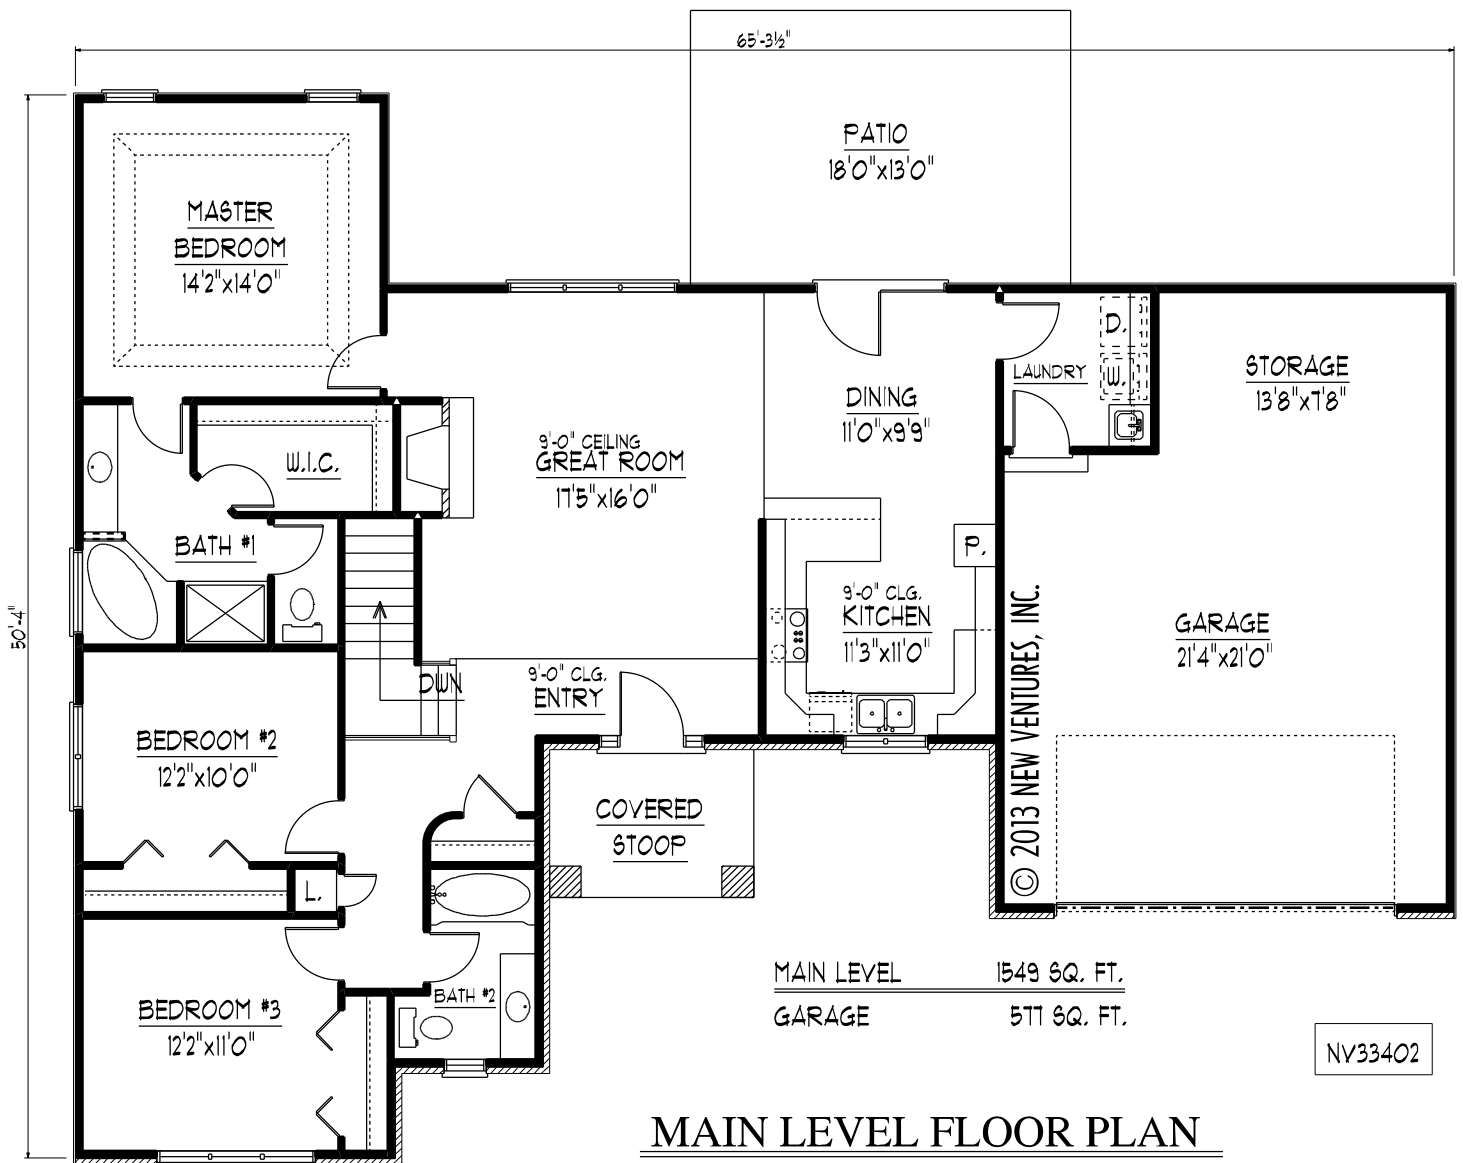 65'-3½"
PATIO
18'0"x13'0"
MASTER
BEDROOM
14'2"x14'0"
D.
LAUNDRY
W.
STORAGE
13'8"x7'8"
DINING
11'0"x9'9"
9'-0" CEILING
GREAT ROOM
17'5"x16'0"
W.I.C.
BATH #1
P.
9'-0" CLG.
KITCHEN
11'3"x11'0"
GARAGE
21'4"x21'0"
50'-4"
DWN
9'-0" CLG.
ENTRY
BEDROOM #2
12'2"x10'0"
COVERED
STOOP
© 2013 NEW VENTURES, INC.
L.
BATH #2
BEDROOM #3
12'2"x11'0"
MAIN LEVEL 1549 SQ. FT.
GARAGE 577 SQ. FT.
NV33402
MAIN LEVEL FLOOR PLAN